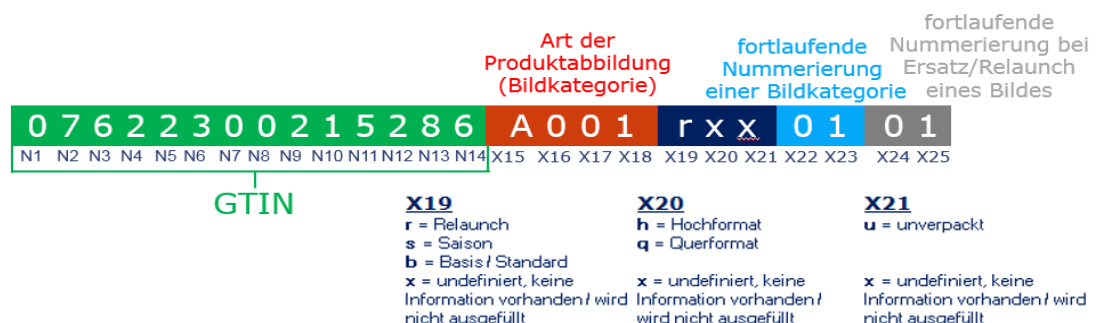 Art der
Produktabbildung
(Bildkategorie)
fortlaufende
Nummerierung
einer Bildkategorie
fortlaufende
Nummerierung bei
Ersatz/Relaunch
eines Bildes
0 7 6 2 2 2 3 0 0 2 1 5 2 8 6 A 0 0 1 r x x 0 1 0 1
N1 N2 N3 N4 N5 N6 N7 N8 N9 N10 N11 N12 N13 N14 X15 X16 X17 X18 X19 X20 X21 X22 X23 X24 X25
GTIN
X19
r = Relaunch
s = Saison
b = Basis / Standard
x = undefiniert, keine
Information vorhanden / wird
nicht ausgefüllt
X20
h = Hochformat
q = Querformat
x = undefiniert, keine
Information vorhanden /
wird nicht ausgefüllt
X21
u = unverpackt
x = undefiniert, keine
Information vorhanden / wird
nicht ausgefüllt